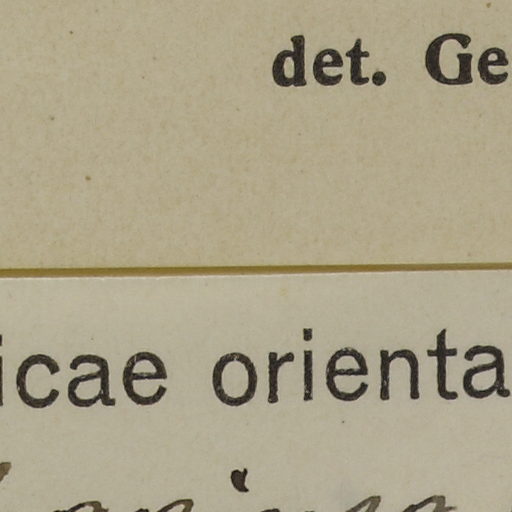 det. Ge
icae orienta